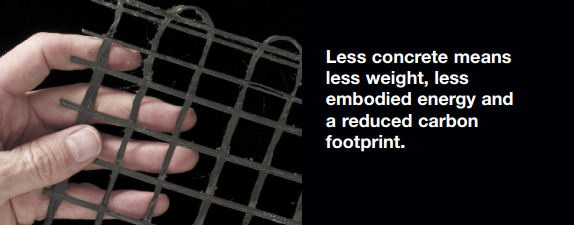 Less concrete means
less weight, less
embodied energy and
a reduced carbon
footprint.